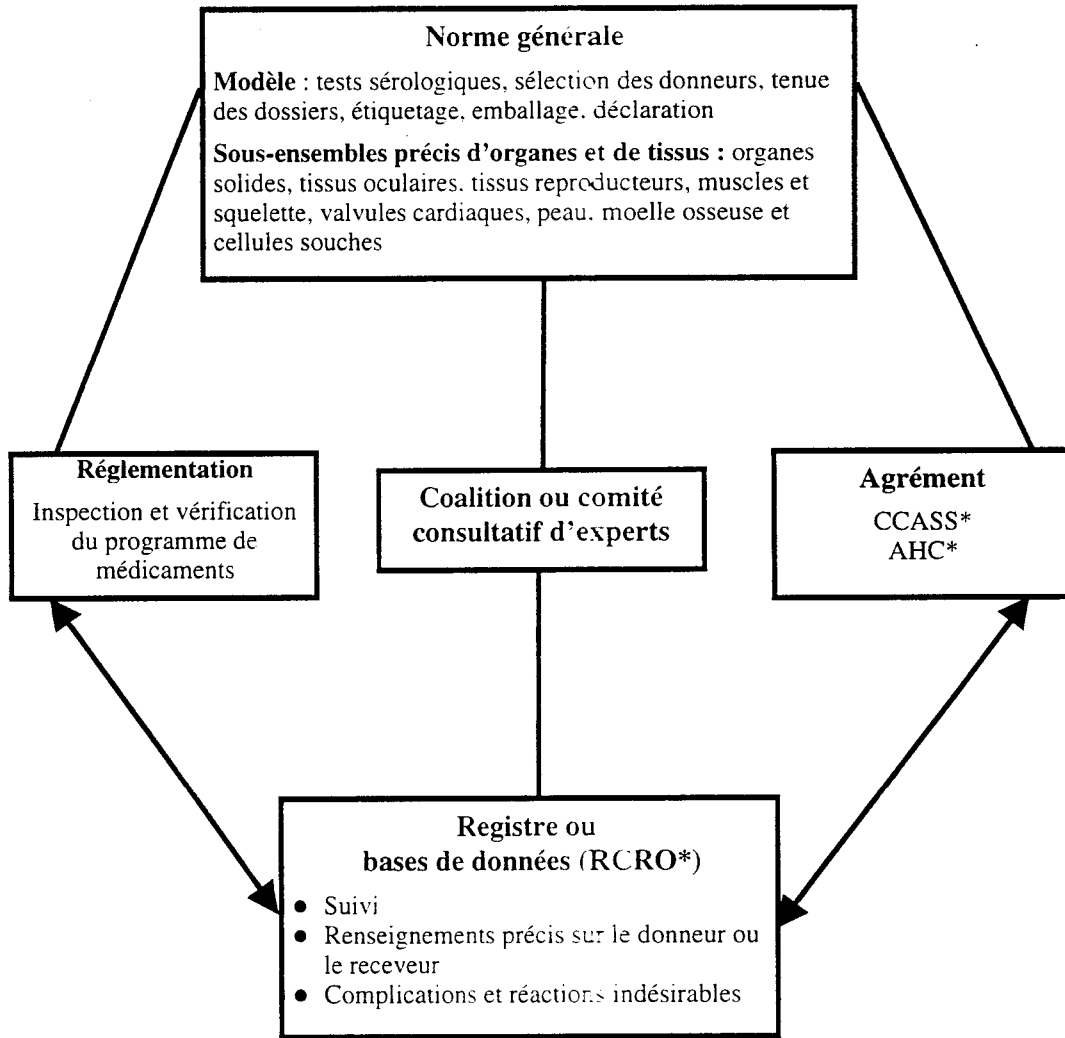 Norme générale
Modèle : tests sérologiques, sélection des donneurs, tenue
des dossiers, étiquetage, emballage. déclaration
Sous-ensembles précis d'organes et de tissus : organes
solides, tissus oculaires. tissus reproducteurs, muscles et
squelette, valvules cardiaques, peau. moelle osseuse et
cellules souches
Réglementation
Inspection et vérification
du programme de
médicaments
Coalition ou comité
consultatif d'experts
Agrément
CCASS*
AHC*
Registre ou
bases de données (RCRO*)
● Suivi
● Renseignements précis sur le donneur ou
le receveur
● Complications et réactions indésirables